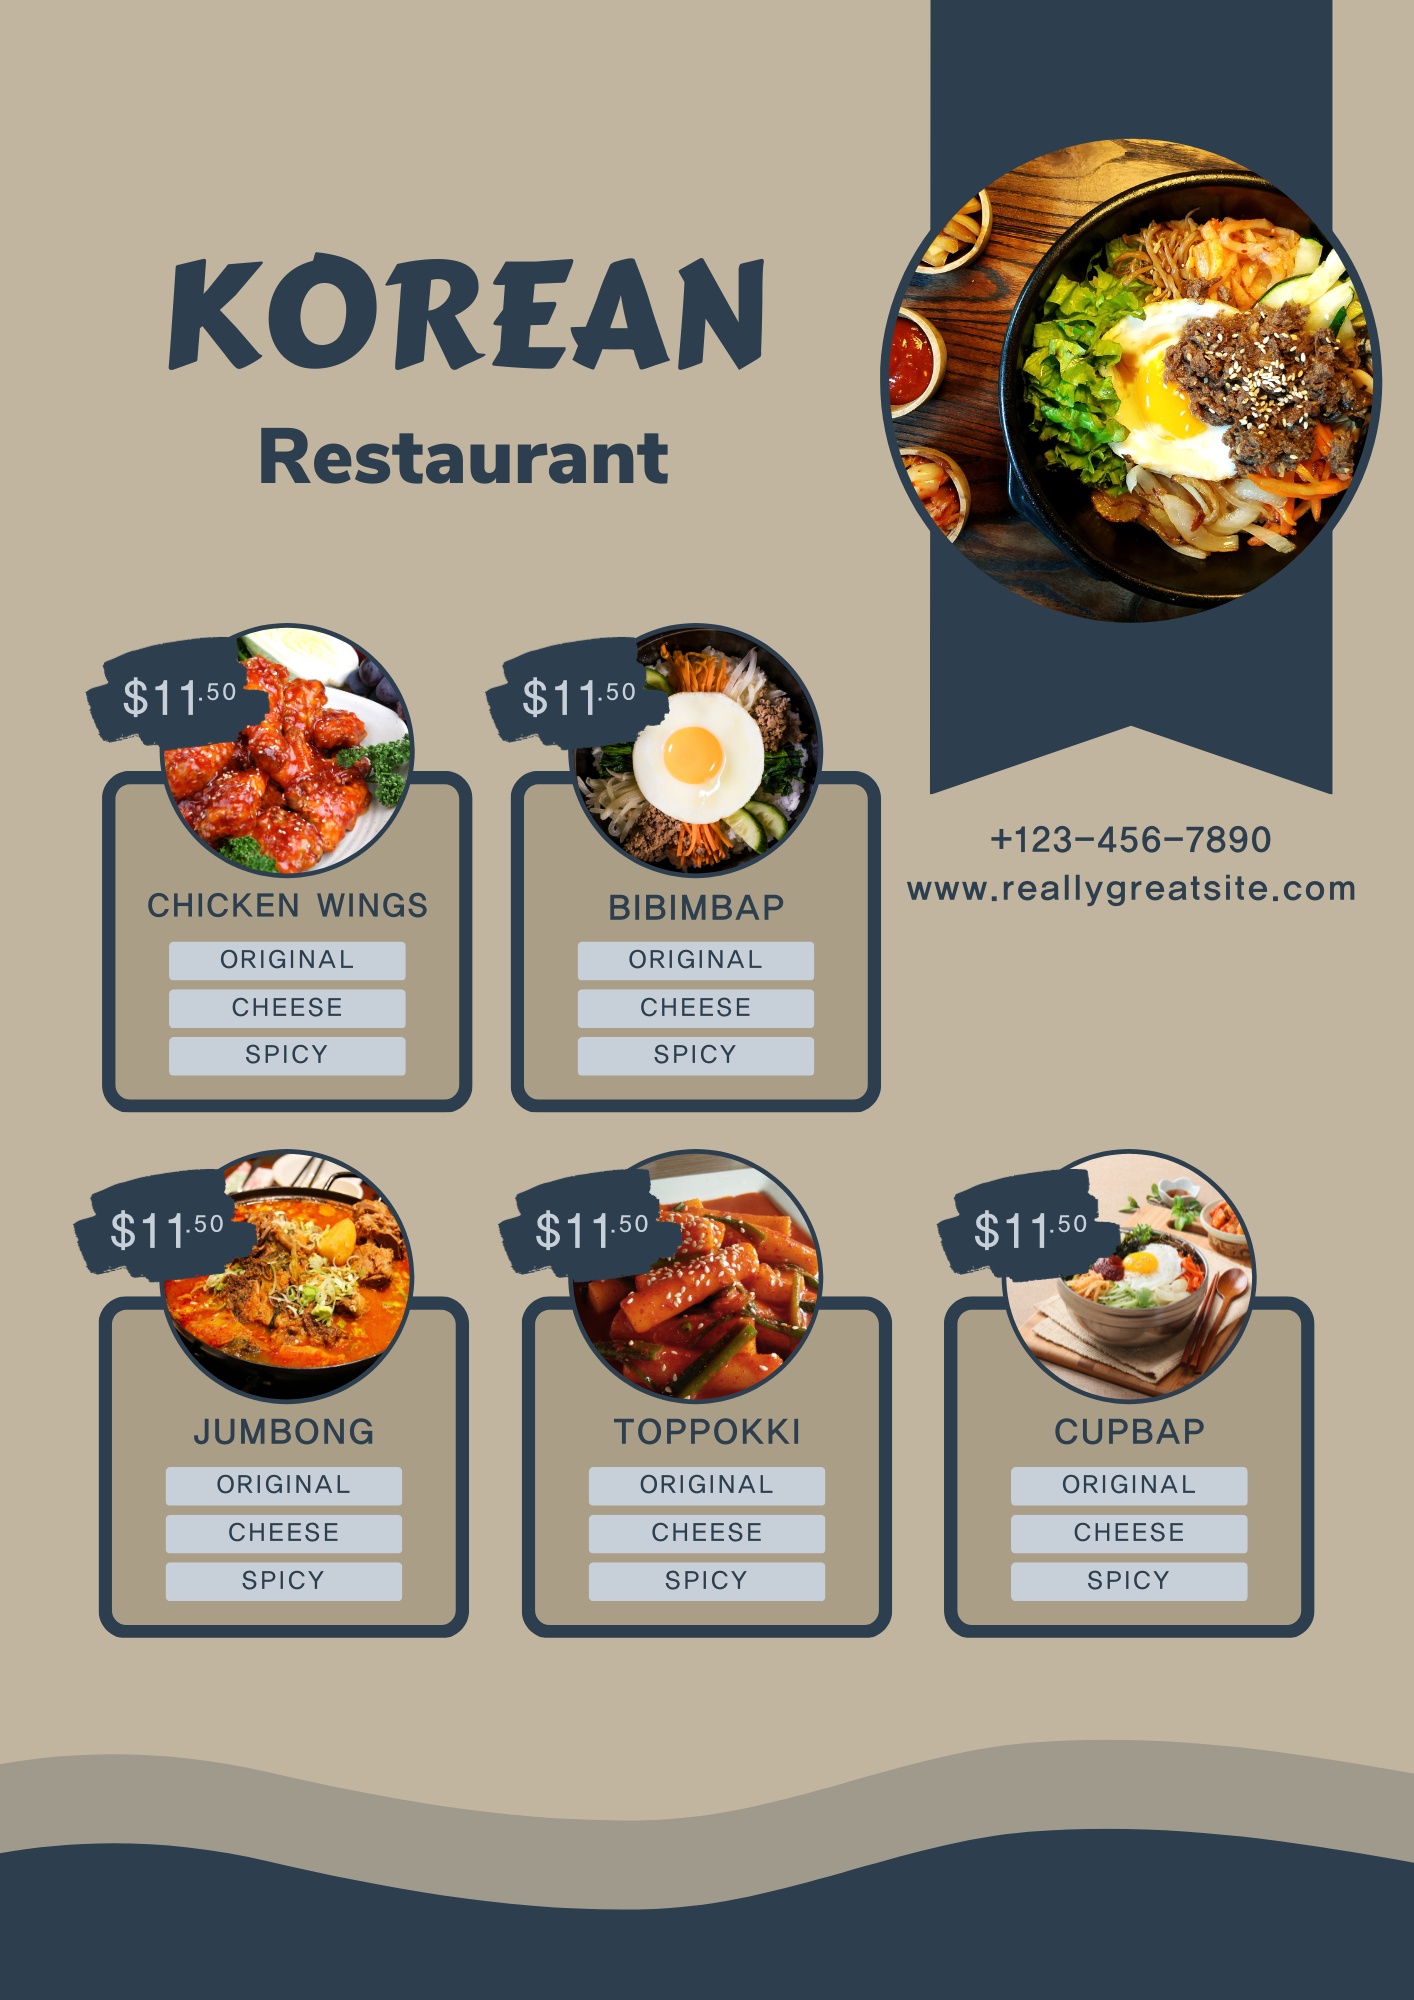 KOREAN
Restaurant
$11.50
CHICKEN WINGS
ORIGINAL
CHEESE
SPICY
$11.50
BIBIMBAP
ORIGINAL
CHEESE
SPICY
+123-456-7890
www.reallygreatsite.com
$11.50
JUMBONG
ORIGINAL
CHEESE
SPICY
$11.50
TOPPOKKI
ORIGINAL
CHEESE
SPICY
$11.50
CUPBAP
ORIGINAL
CHEESE
SPICY